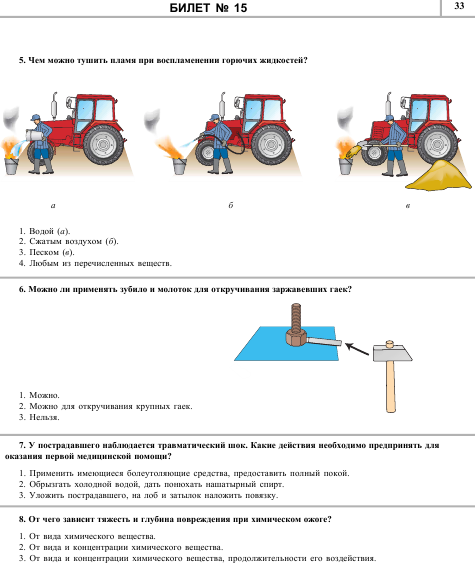 БИЛЕТ № 15
33
5. Чем можно тушить пламя при воспламенении горючих жидкостей?
а
б
в
1. Водой (а).
2. Сжатым воздухом (б).
3. Песком (в).
4. Любым из перечисленных веществ.
6. Можно ли применять зубило и молоток для откручивания заржавевших гаек?
1. Можно.
2. Можно для откручивания крупных гаек.
3. Нельзя.
7. У пострадавшего наблюдается травматический шок. Какие действия необходимо предпринять для
оказания первой медицинской помощи?
1. Применить имеющиеся болеутоляющие средства, предоставить полный покой.
2. Обрызгать холодной водой, дать понюхать нашатырный спирт.
3. Уложить пострадавшего, на лоб и затылок наложить повязку.
8. От чего зависит тяжесть и глубина повреждения при химическом ожоге?
1. От вида химического вещества.
2. От вида и концентрации химического вещества.
3. От вида и концентрации химического вещества, продолжительности его воздействия.